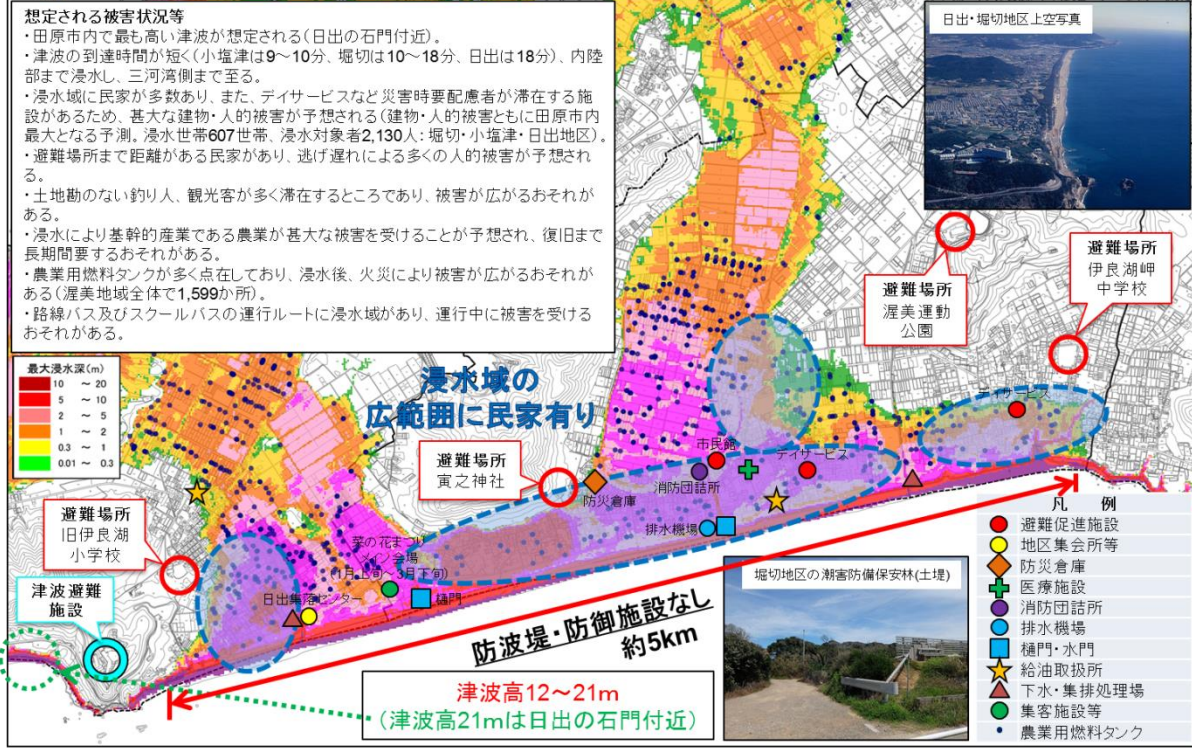 想定される被害状況等
・田原市内で最も高い津波が想定される(日出の石門付近)。
・津波の到達時間が短く(小塩津は9～10分、堀切は10～18分、日出は18分)、内陸
部まで浸水し、三河湾側まで至る。
・浸水域に民家が多数あり、また、デイサービスなど災害時要配慮者が滞在する施
設があるため、甚大な建物・人的被害が予想される(建物・人的被害ともに田原市内
最大となる予測。浸水世帯607世帯、浸水対象者2,130人：堀切・小塩津・日出地区)。
・避難場所まで距離がある民家があり、逃げ遅れによる多くの人的被害が予想され
る。
・土地勘のない釣り人、観光客が多く滞在するところであり、被害が広がるおそれが
ある。
・浸水により基幹的産業である農業が甚大な被害を受けることが予想され、復旧まで
長期間要するおそれがある。
・農業用燃料タンクが多く点在しており、浸水後、火災により被害が広がるおそれが
ある(渥美地域全体で1,599か所)。
・路線バス及びスクールバスの運行ルートに浸水域があり、運行中に被害を受ける
おそれがある。
日出・堀切地区上空写真
避難場所
伊良湖岬
中学校
避難場所
渥美運動
公園
最大浸水深(m)
10 ～ 20
5 ～ 10
2 ～ 5
1 ～ 2
0.3 ～ 1
0.01 ～ 0.3
浸水域の
広範囲に民家有り
デイサービス
市民館
デイサービス
消防団詰所
避難場所
寅之神社
防災倉庫
排水機場
避難場所
旧伊良湖
小学校
菜の花まつり
メイン会場
(1月上旬～3月下旬)
日出集落センター
樋門
津波避難
施設
防波堤・防御施設なし
約5km
津波高12～21m
(津波高21mは日出の石門付近)
堀切地区の潮害防備保安林(土堤)
凡 例
避難促進施設
地区集会所等
防災倉庫
医療施設
消防団詰所
排水機場
樋門・水門
給油取扱所
下水・集排処理場
集客施設等
農業用燃料タンク